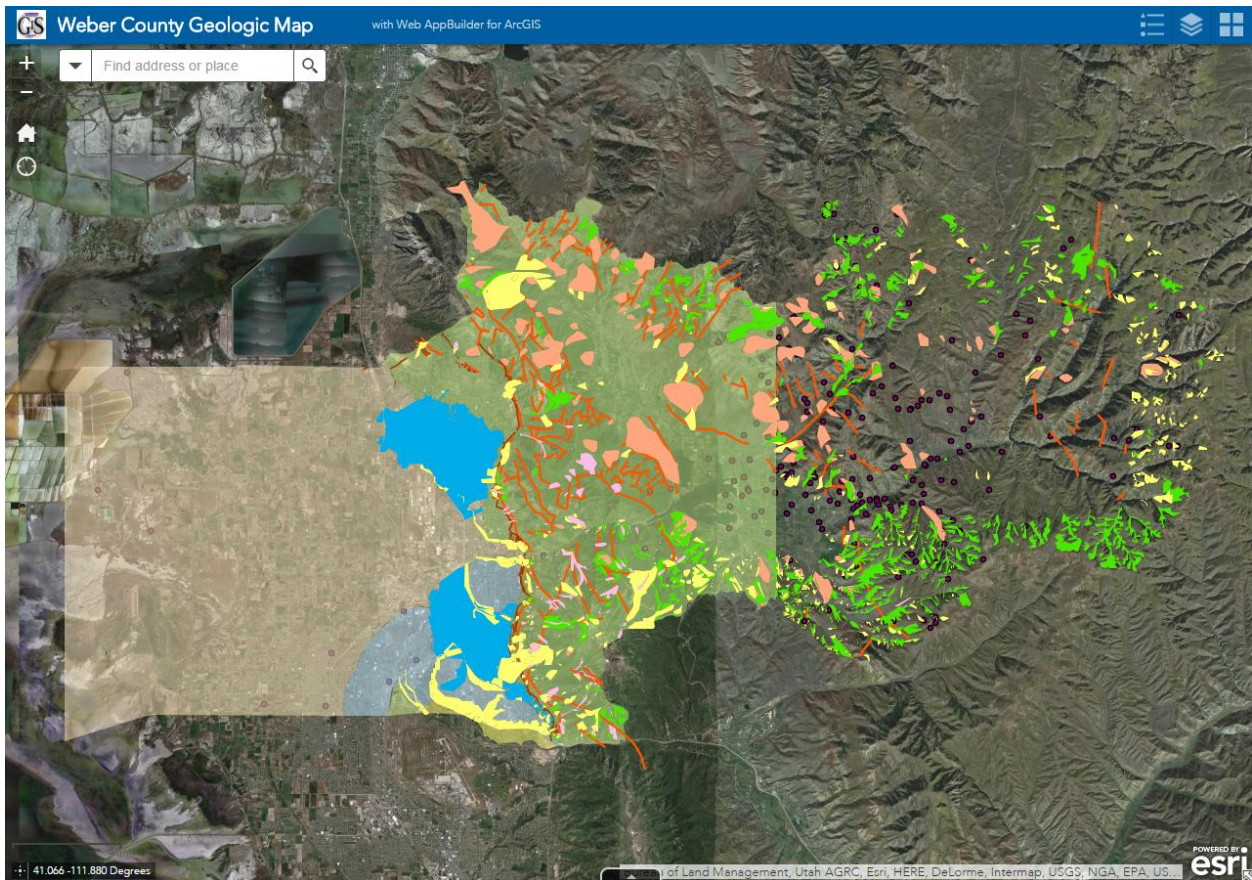 GIS Weber County Geologic Map with Web AppBuilder for ArcGIS
+ Find address or place
−
41.066 -111.880 Degrees
Bureau of Land Management, Utah AGRC, Esri, HERE, DeLorme, Intermap, USGS, NGA, EPA, US...
POWERED BY
esri